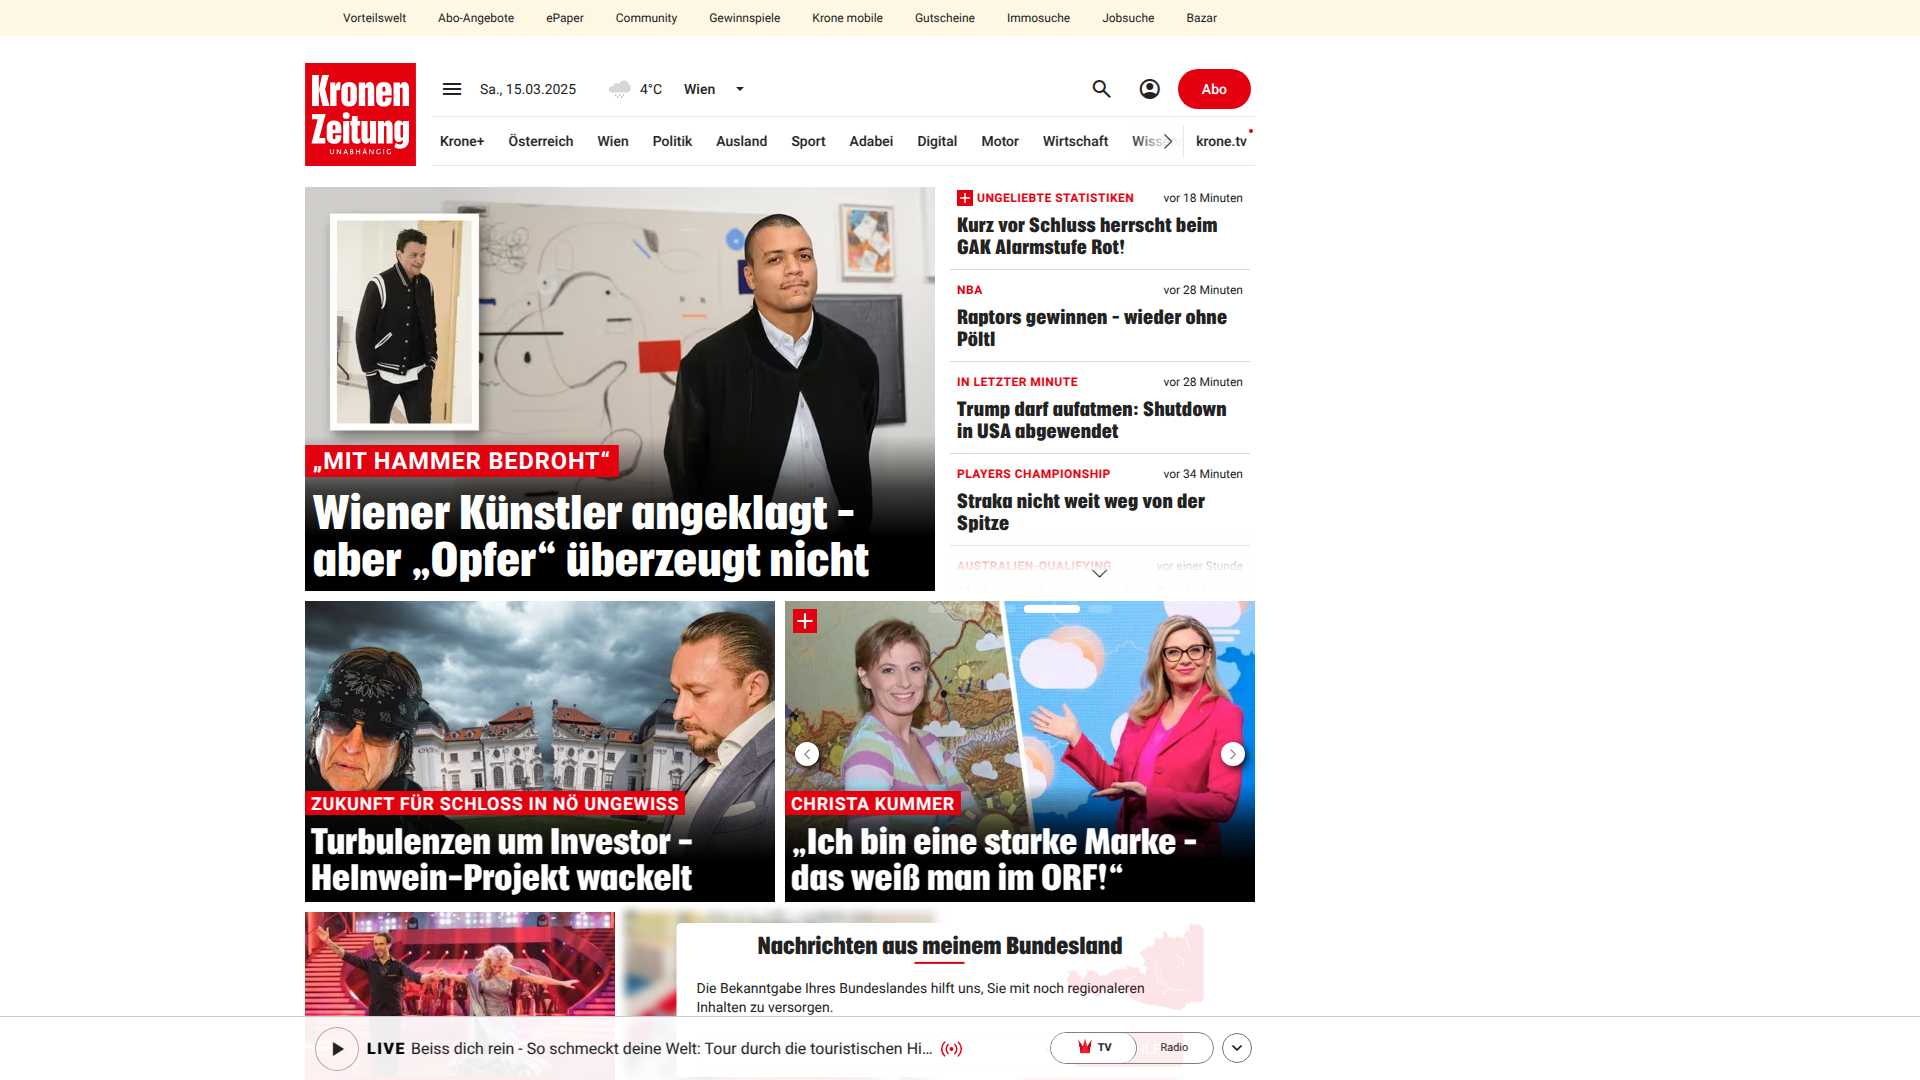 Vorteilswelt Abo-Angebote ePaper Community Gewinnspiele Krone mobile Gutscheine Immosuche Jobsuche Bazar
Kronen
Zeitung
UNABHÄNGIG
Sa., 15.03.2025 4°C Wien
Abo
Krone+ Österreich Wien Politik Ausland Sport Adabei Digital Motor Wirtschaft krone.tv
„MIT HAMMER BEDROHT“
Wiener Künstler angeklagt –
aber „Opfer“ überzeugt nicht
UNGELIEBTE STATISTIKEN vor 18 Minuten
Kurz vor Schluss herrscht beim
GAK Alarmstufe Rot!
NBA vor 28 Minuten
Raptors gewinnen – wieder ohne
Pöltl
IN LETZTER MINUTE vor 28 Minuten
Trump darf aufatmen: Shutdown
in USA abgewendet
PLAYERS CHAMPIONSHIP vor 34 Minuten
Straka nicht weit weg von der
Spitze
AUSTRALIEN-QUALIFYING vor einer Stunde
ZUKUNFT FÜR SCHLOSS IN NÖ UNGEWISS
Turbulenzen um Investor –
Helnwein-Projekt wackelt
CHRISTA KUMMER
„Ich bin eine starke Marke –
das weiß man im ORF!“
Nachrichten aus meinem Bundesland
Die Bekanntgabe Ihres Bundeslandes hilft uns, Sie mit noch regionaleren
Inhalten zu versorgen.
LIVE Beiss dich rein - So schmeckt deine Welt: Tour durch die touristischen Hi...
TV Radio